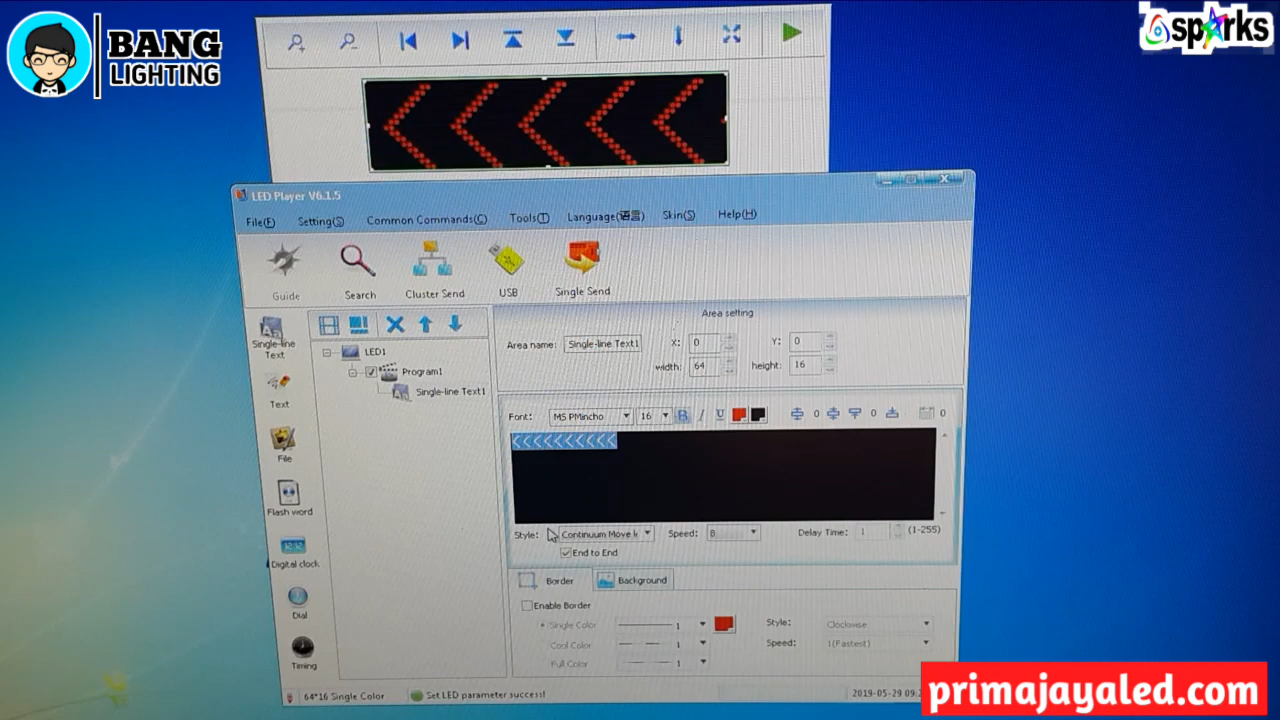 BANG
LIGHTING
sparks
LED Player V6.1.5
File(F) Setting(S) Common Commands(C) Tools(T) Language(语言) Skin(S) Help(H)
Guide Search Cluster Send USB Single Send
Area setting
Single-line
Text
LED1
Program1
Single-line Text1
Area name: Single-line Text1 X: 0 Y: 0
width: 64 height: 16
Text
Font: MS PMincho 16 B I U 0 0 0
<<<<<<<<<<
File
Flash word
Style: Continuum Move Speed: 8 Delay Time: 1 (1-255)
End to End
Digital clock
12:12
Border Background
Enable Border
Dial
Single Color 1 Style: Clockwise
Cool Color 1 Speed: 1(Fastest)
Full Color 1
Timing
64*16 Single Color Set LED parameter success! 2019-05-29
primajayaled.com